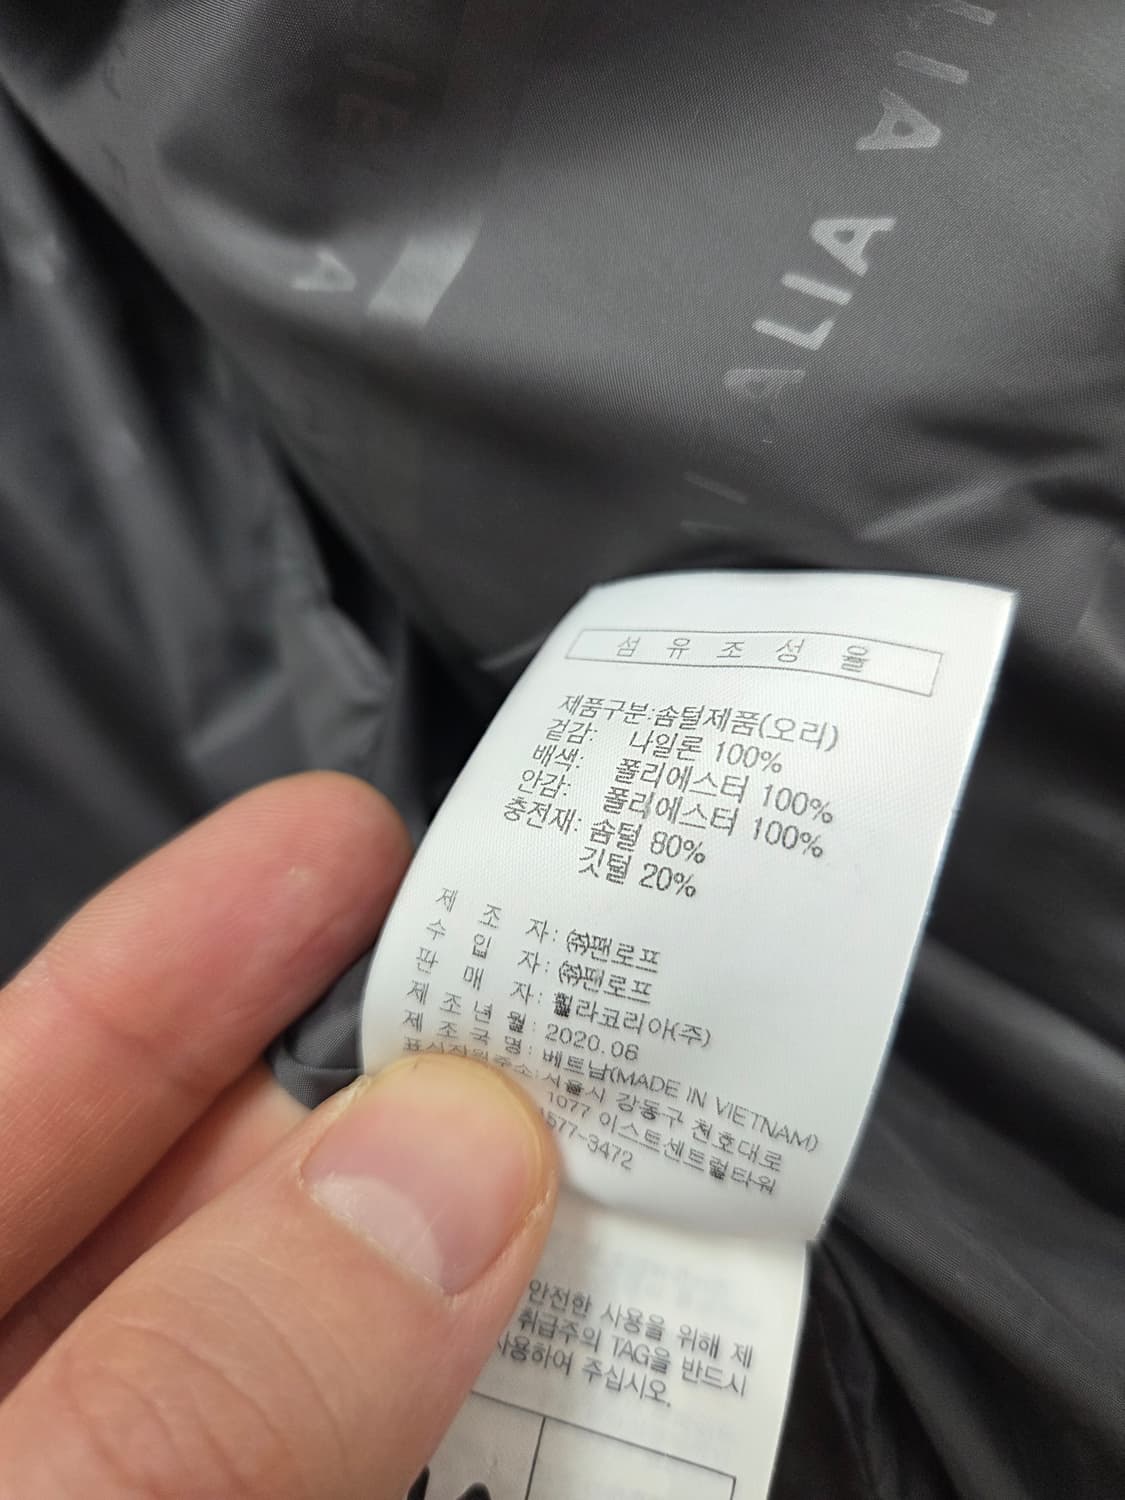 ALIA
섬유조성율
제품구분:솜털제품(오리)
겉감: 나일론 100%
배색: 폴리에스터 100%
안감: 폴리에스터 100%
충전재: 솜털 80%
깃털 20%
제조자: ㈜팬로프
수입자: ㈜팬로프
판매자: 휠라코리아(주)
제조년월: 2020.06
제조국명: 베트남(MADE IN VIETNAM)
주소: 서울시 강동구 천호대로
1077 이스트센트럴타워
1577-3472
안전한 사용을 위해 제
취급주의 TAG을 반드시
사용하여 주십시오.